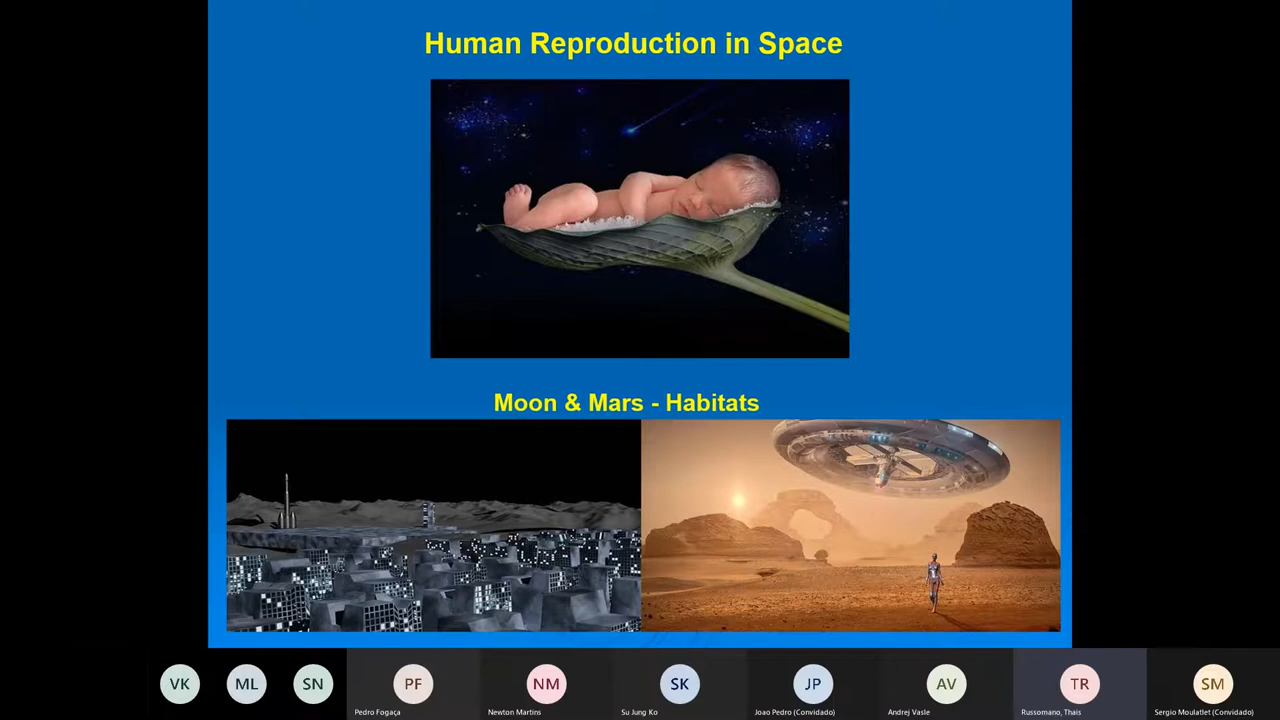 Human Reproduction in Space
Moon & Mars - Habitats
VK ML SN PF NM SK JP AV TR SM
Pedro Fogaça Newton Martins Su Jung Ko Joao Pedro (Convidado) Andrej Vasle Russomano, Thais Sergio Moulatlet (Convidado)